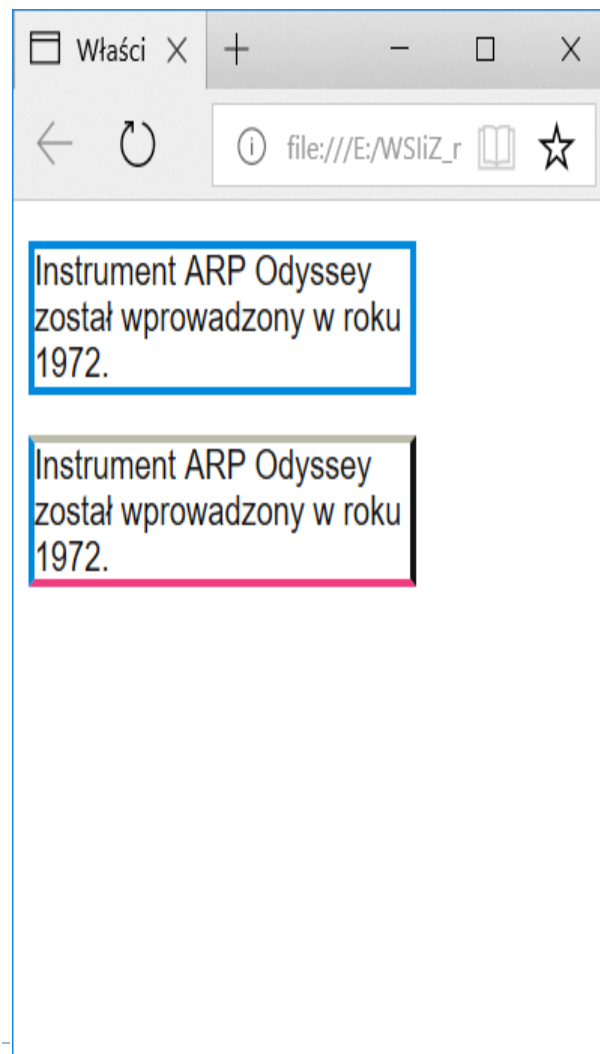 Właści
file:///E:/WSIiZ_r
Instrument ARP Odyssey
został wprowadzony w roku
1972.
Instrument ARP Odyssey
został wprowadzony w roku
1972.